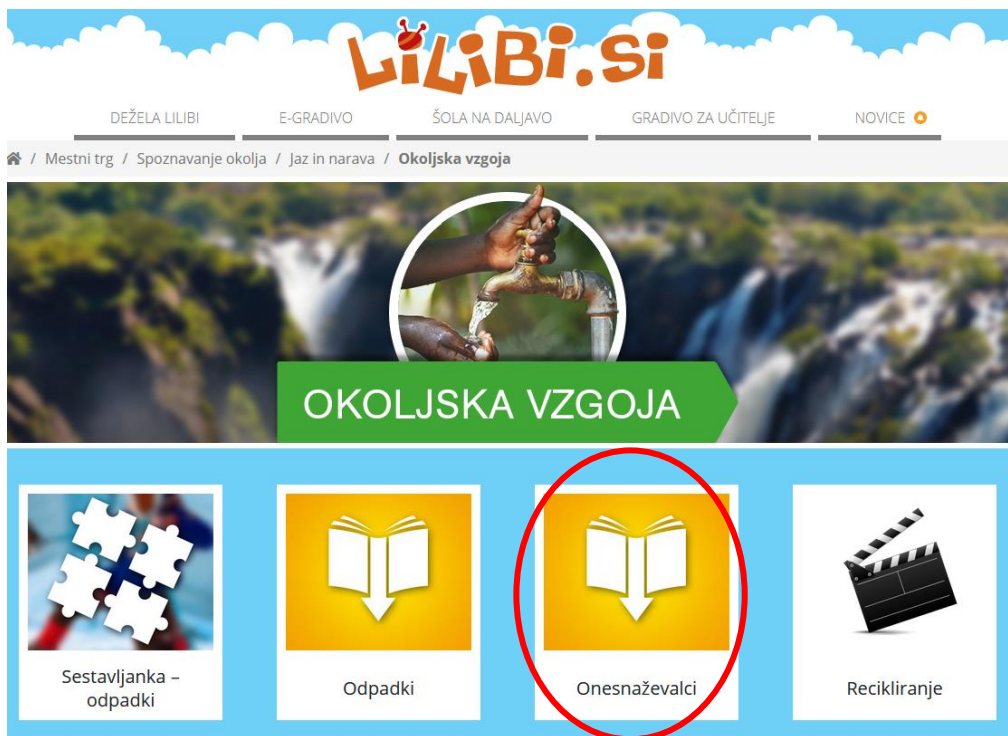 LiLiBi.Si
DEŽELA LILIBI E-GRADIVO ŠOLA NA DALJAVO GRADIVO ZA UČITELJE NOVICE
/ Mestni trg / Spoznavanje okolja / Jaz in narava / Okoljska vzgoja
OKOLJSKA VZGOJA
Sestavljanka –
odpadki
Odpadki
Onesnaževalci
Recikliranje